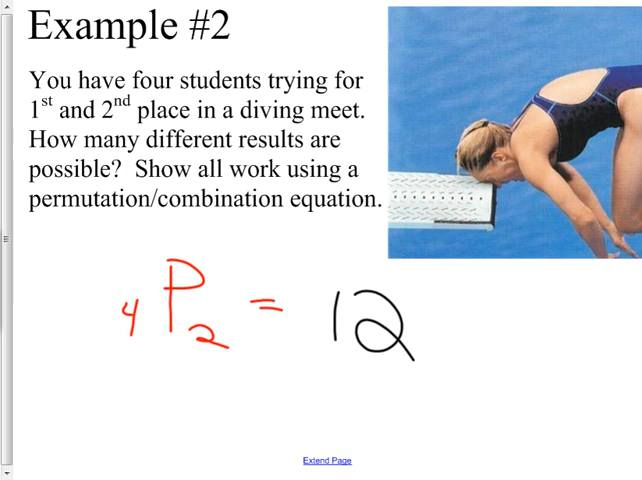 Example #2
You have four students trying for
1st and 2nd place in a diving meet.
How many different results are
possible? Show all work using a
permutation/combination equation.
4P2 = 12
Extend Page